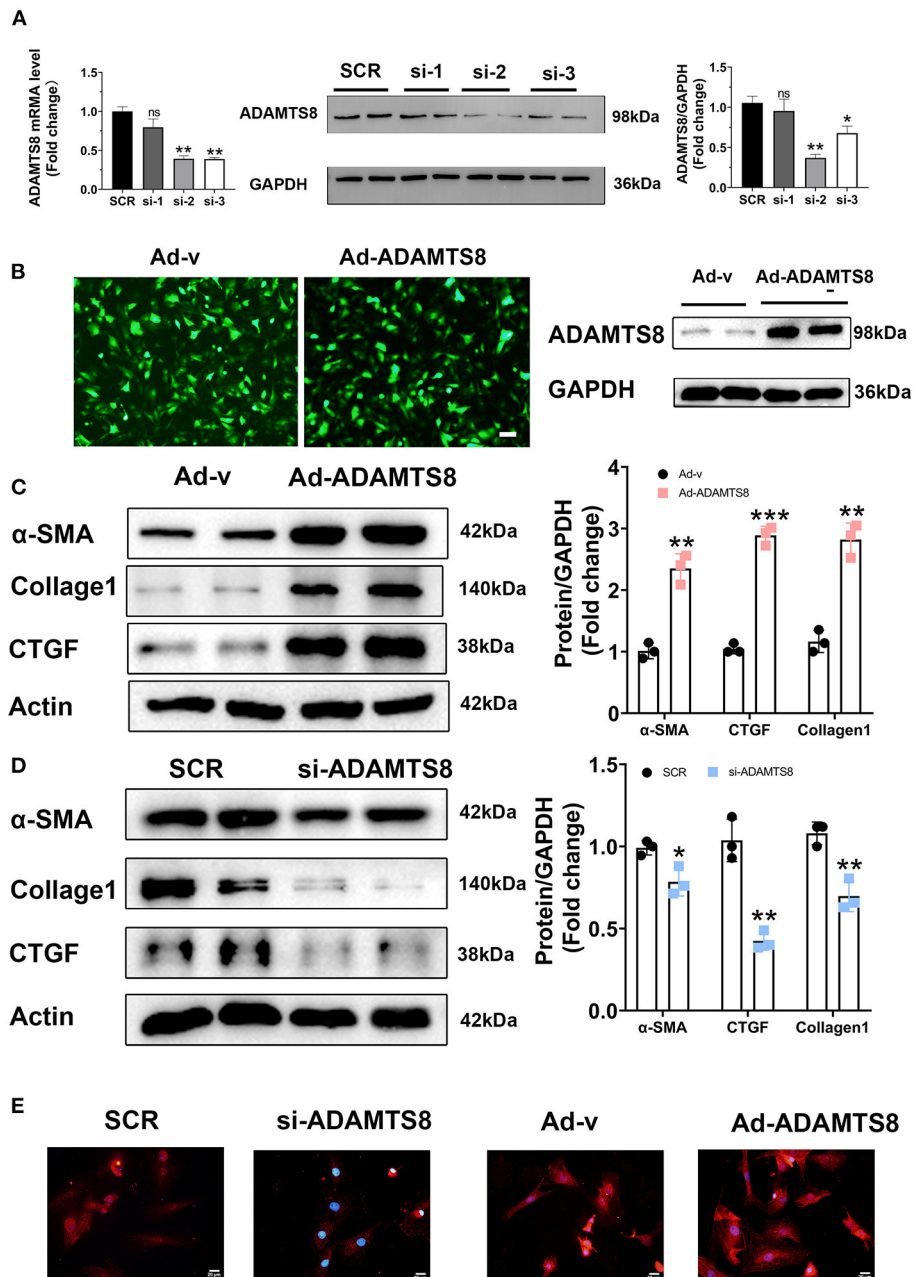 A
ADAMTS8 mRMA level
(Fold change)
1.5
1.0
0.5
0.0
ns
**
**
SCR si-1 si-2 si-3
SCR si-1 si-2 si-3
ADAMTS8 98kDa
GAPDH 36kDa
ADAMTS8/GAPDH
(Fold change)
1.5
1.0
0.5
0.0
ns
**
*
SCR si-1 si-2 si-3
B
Ad-v Ad-ADAMTS8
Ad-v Ad-ADAMTS8
ADAMTS8 98kDa
GAPDH 36kDa
C
Ad-v Ad-ADAMTS8
α-SMA 42kDa
Collage1 140kDa
CTGF 38kDa
Actin 42kDa
Protein/GAPDH
(Fold change)
4
3
2
1
0
Ad-v
Ad-ADAMTS8
**
***
**
α-SMA CTGF Collagen1
D
SCR si-ADAMTS8
α-SMA 42kDa
Collage1 140kDa
CTGF 38kDa
Actin 42kDa
Protein/GAPDH
(Fold change)
1.5
1.0
0.5
0.0
SCR si-ADAMTS8
*
**
**
α-SMA CTGF Collagen1
E
SCR si-ADAMTS8 Ad-v Ad-ADAMTS8
20 μm